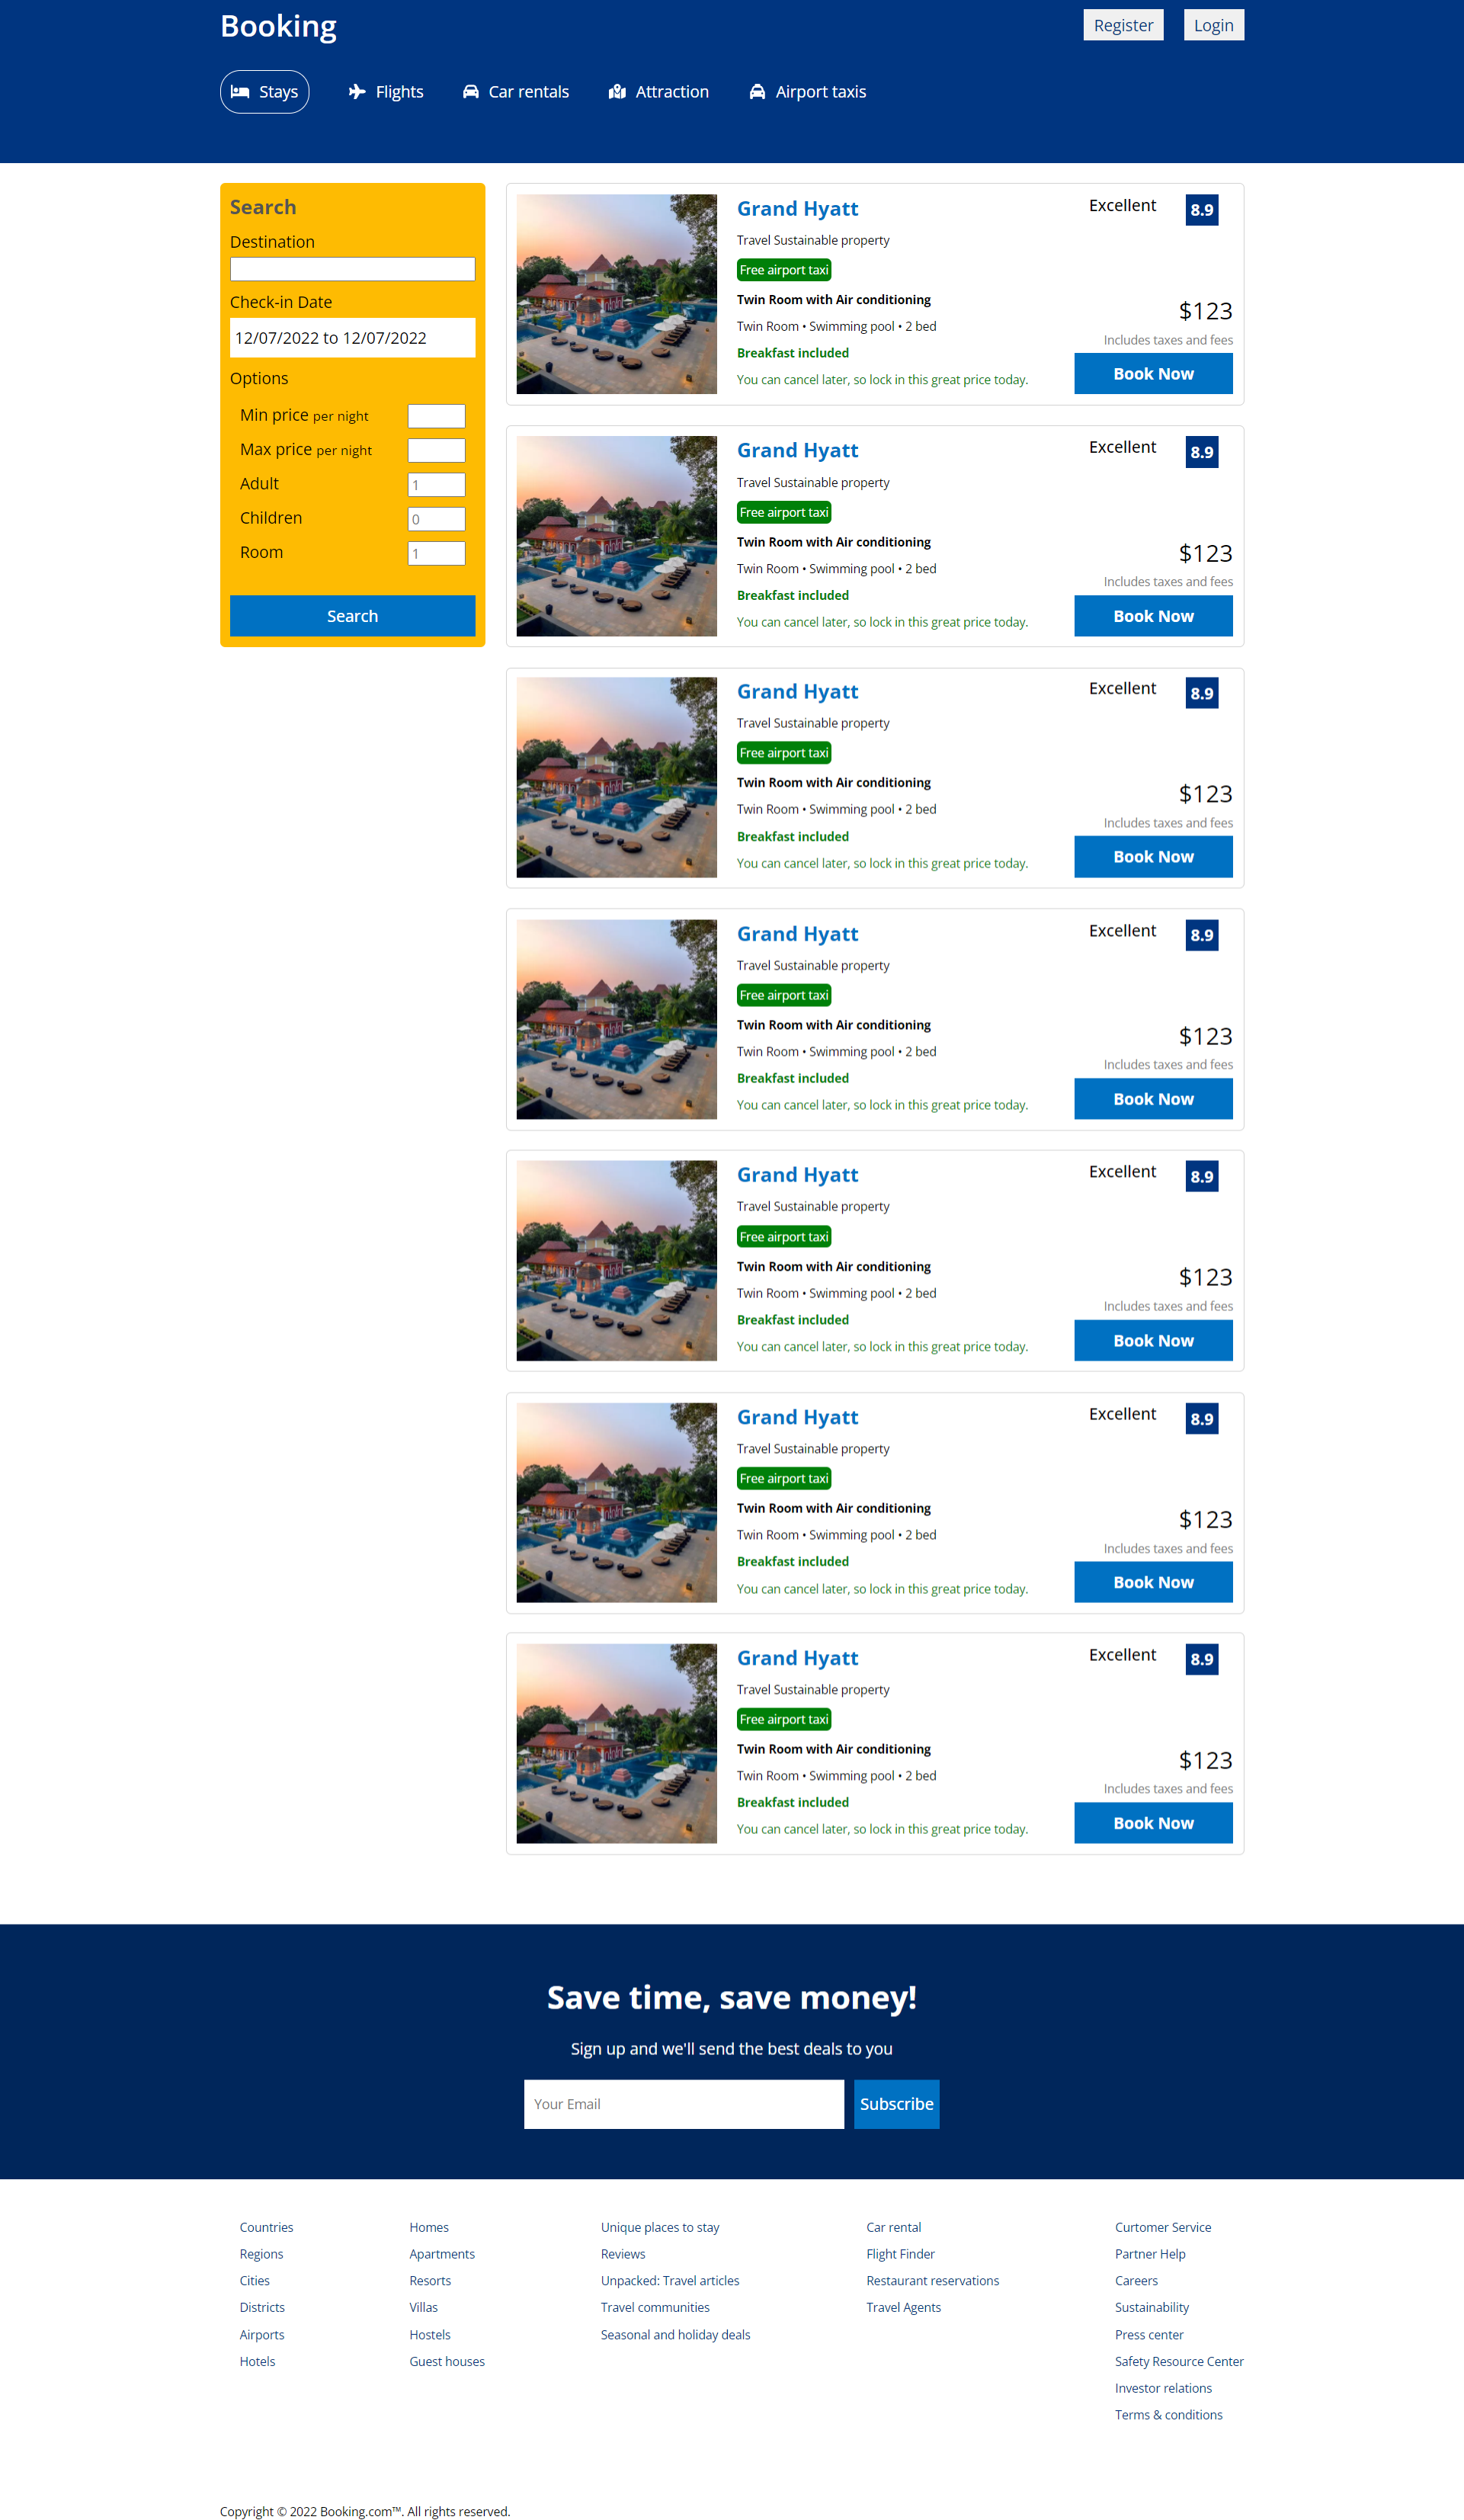 Booking
Register
Login
Stays
Flights
Car rentals
Attraction
Airport taxis
Search
Destination
Check-in Date
12/07/2022 to 12/07/2022
Options
Min price per night
Max price per night
Adult
1
Children
0
Room
1
Search
Grand Hyatt
Excellent
8.9
Travel Sustainable property
Free airport taxi
Twin Room with Air conditioning
Twin Room • Swimming pool • 2 bed
Breakfast included
You can cancel later, so lock in this great price today.
$123
Includes taxes and fees
Book Now
Grand Hyatt
Excellent
8.9
Travel Sustainable property
Free airport taxi
Twin Room with Air conditioning
Twin Room • Swimming pool • 2 bed
Breakfast included
You can cancel later, so lock in this great price today.
$123
Includes taxes and fees
Book Now
Grand Hyatt
Excellent
8.9
Travel Sustainable property
Free airport taxi
Twin Room with Air conditioning
Twin Room • Swimming pool • 2 bed
Breakfast included
You can cancel later, so lock in this great price today.
$123
Includes taxes and fees
Book Now
Grand Hyatt
Excellent
8.9
Travel Sustainable property
Free airport taxi
Twin Room with Air conditioning
Twin Room • Swimming pool • 2 bed
Breakfast included
You can cancel later, so lock in this great price today.
$123
Includes taxes and fees
Book Now
Grand Hyatt
Excellent
8.9
Travel Sustainable property
Free airport taxi
Twin Room with Air conditioning
Twin Room • Swimming pool • 2 bed
Breakfast included
You can cancel later, so lock in this great price today.
$123
Includes taxes and fees
Book Now
Grand Hyatt
Excellent
8.9
Travel Sustainable property
Free airport taxi
Twin Room with Air conditioning
Twin Room • Swimming pool • 2 bed
Breakfast included
You can cancel later, so lock in this great price today.
$123
Includes taxes and fees
Book Now
Grand Hyatt
Excellent
8.9
Travel Sustainable property
Free airport taxi
Twin Room with Air conditioning
Twin Room • Swimming pool • 2 bed
Breakfast included
You can cancel later, so lock in this great price today.
$123
Includes taxes and fees
Book Now
Save time, save money!
Sign up and we'll send the best deals to you
Your Email
Subscribe
Countries
Regions
Cities
Districts
Airports
Hotels
Homes
Apartments
Resorts
Villas
Hostels
Guest houses
Unique places to stay
Reviews
Unpacked: Travel articles
Travel communities
Seasonal and holiday deals
Car rental
Flight Finder
Restaurant reservations
Travel Agents
Curtomer Service
Partner Help
Careers
Sustainability
Press center
Safety Resource Center
Investor relations
Terms & conditions
Copyright © 2022 Booking.com™. All rights reserved.